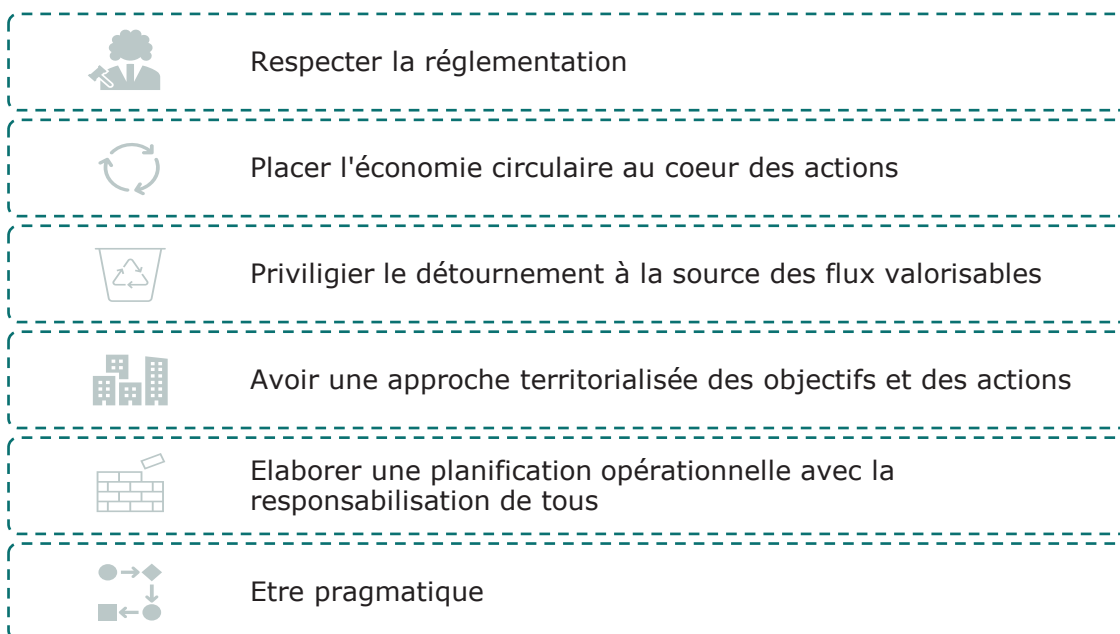 Respecter la réglementation
Placer l'économie circulaire au coeur des actions
Priviligier le détournement à la source des flux valorisables
Avoir une approche territorialisée des objectifs et des actions
Elaborer une planification opérationnelle avec la
responsabilisation de tous
Etre pragmatique